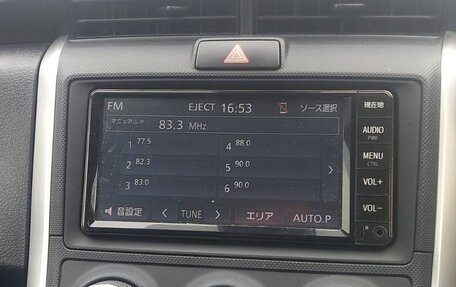 FM EJECT 16:53 ソース選択
マニュアルP 83.3 MHz
1 77.5 4 88.0
2 82.3 5 90.0
3 83.0 6 90.0
音設定 < TUNE > エリア AUTO.P
現在地
AUDIO
PWR
MENU
CTRL
VOL+
VOL-